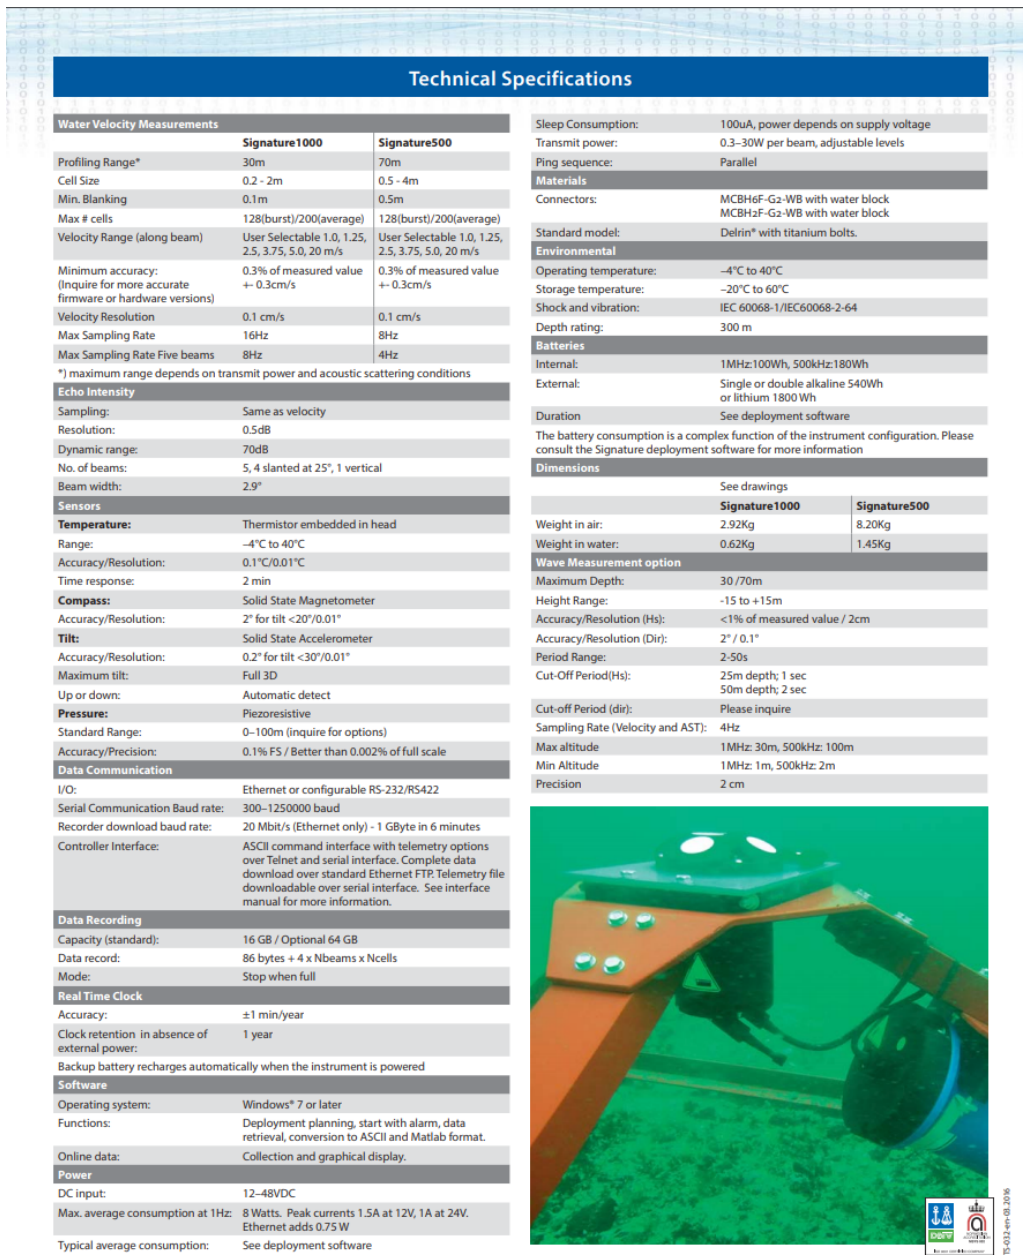 Technical Specifications
Water Velocity Measurements
Signature1000 Signature500
Profiling Range* 30m 70m
Cell Size 0.2 - 2m 0.5 - 4m
Min. Blanking 0.1m 0.5m
Max # cells 128(burst)/200(average) 128(burst)/200(average)
Velocity Range (along beam) User Selectable 1.0, 1.25, User Selectable 1.0, 1.25,
2.5, 3.75, 5.0, 20 m/s 2.5, 3.75, 5.0, 20 m/s
Minimum accuracy: 0.3% of measured value 0.3% of measured value
(Inquire for more accurate +- 0.3cm/s +- 0.3cm/s
firmware or hardware versions)
Velocity Resolution 0.1 cm/s 0.1 cm/s
Max Sampling Rate 16Hz 8Hz
Max Sampling Rate Five beams 8Hz 4Hz
*) maximum range depends on transmit power and acoustic scattering conditions
Echo Intensity
Sampling: Same as velocity
Resolution: 0.5dB
Dynamic range: 70dB
No. of beams: 5, 4 slanted at 25°, 1 vertical
Beam width: 2.9°
Sensors
Temperature: Thermistor embedded in head
Range: –4°C to 40°C
Accuracy/Resolution: 0.1°C/0.01°C
Time response: 2 min
Compass: Solid State Magnetometer
Accuracy/Resolution: 2° for tilt <20°/0.01°
Tilt: Solid State Accelerometer
Accuracy/Resolution: 0.2° for tilt <30°/0.01°
Maximum tilt: Full 3D
Up or down: Automatic detect
Pressure: Piezoresistive
Standard Range: 0–100m (inquire for options)
Accuracy/Precision: 0.1% FS / Better than 0.002% of full scale
Data Communication
I/O: Ethernet or configurable RS-232/RS422
Serial Communication Baud rate: 300–1250000 baud
Recorder download baud rate: 20 Mbit/s (Ethernet only) - 1 GByte in 6 minutes
Controller Interface: ASCII command interface with telemetry options
over Telnet and serial interface. Complete data
download over standard Ethernet FTP. Telemetry file
downloadable over serial interface. See interface
manual for more information.
Data Recording
Capacity (standard): 16 GB / Optional 64 GB
Data record: 86 bytes + 4 x Nbeams x Ncells
Mode: Stop when full
Real Time Clock
Accuracy: ±1 min/year
Clock retention in absence of 1 year
external power:
Backup battery recharges automatically when the instrument is powered
Software
Operating system: Windows® 7 or later
Functions: Deployment planning, start with alarm, data
retrieval, conversion to ASCII and Matlab format.
Online data: Collection and graphical display.
Power
DC input: 12–48VDC
Max. average consumption at 1Hz: 8 Watts. Peak currents 1.5A at 12V, 1A at 24V.
Ethernet adds 0.75 W
Typical average consumption: See deployment software
Sleep Consumption: 100uA, power depends on supply voltage
Transmit power: 0.3–30W per beam, adjustable levels
Ping sequence: Parallel
Materials
Connectors: MCBH6F-G2-WB with water block
MCBH2F-G2-WB with water block
Standard model: Delrin® with titanium bolts.
Environmental
Operating temperature: –4°C to 40°C
Storage temperature: –20°C to 60°C
Shock and vibration: IEC 60068-1/IEC60068-2-64
Depth rating: 300 m
Batteries
Internal: 1MHz:100Wh, 500kHz:180Wh
External: Single or double alkaline 540Wh
or lithium 1800 Wh
Duration See deployment software
The battery consumption is a complex function of the instrument configuration. Please
consult the Signature deployment software for more information
Dimensions
See drawings
Signature1000 Signature500
Weight in air: 2.92Kg 8.20Kg
Weight in water: 0.62Kg 1.45Kg
Wave Measurement option
Maximum Depth: 30 /70m
Height Range: -15 to +15m
Accuracy/Resolution (Hs): <1% of measured value / 2cm
Accuracy/Resolution (Dir): 2° / 0.1°
Period Range: 2-50s
Cut-Off Period(Hs): 25m depth; 1 sec
50m depth; 2 sec
Cut-off Period (dir): Please inquire
Sampling Rate (Velocity and AST): 4Hz
Max altitude 1MHz: 30m, 500kHz: 100m
Min Altitude 1MHz: 1m, 500kHz: 2m
Precision 2 cm
TS-032-en-03.2016